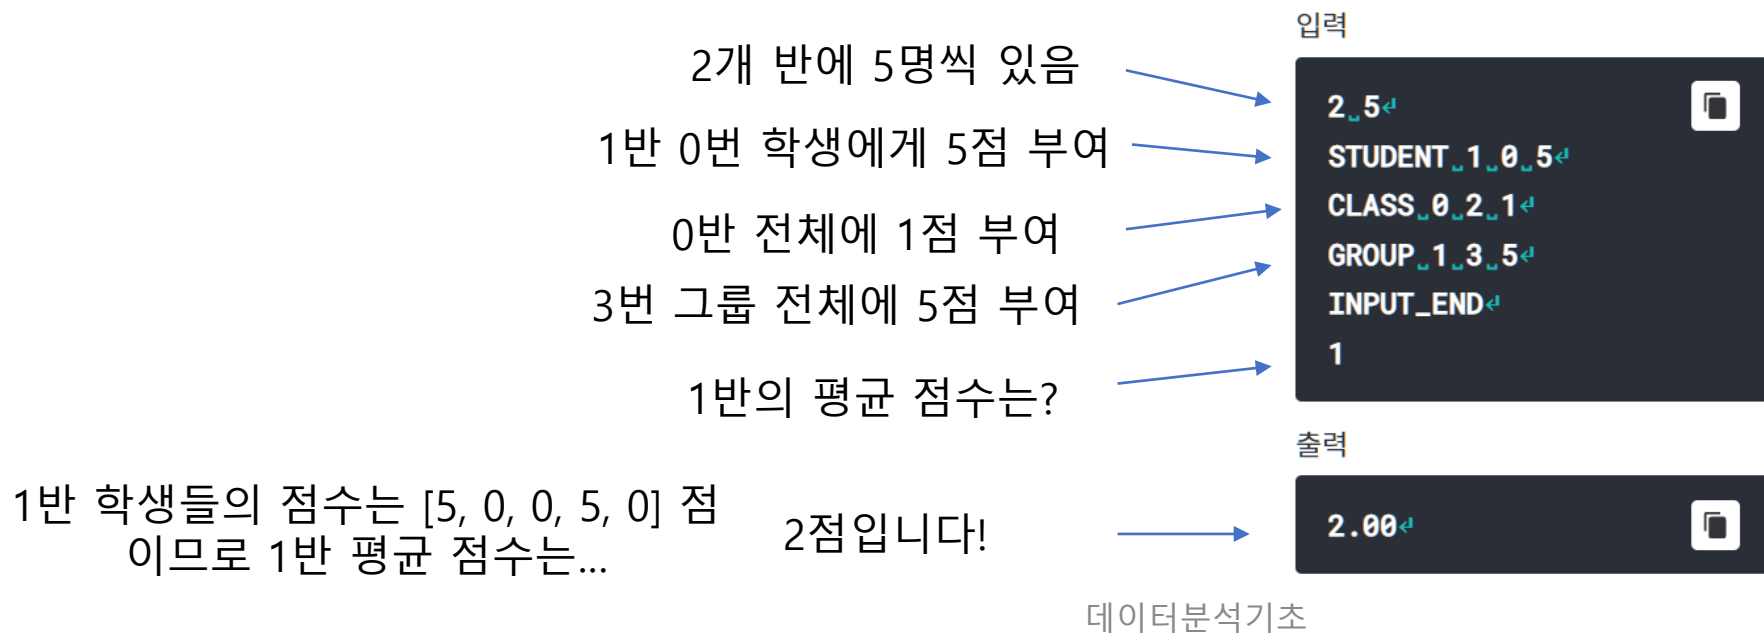 입력
2개 반에 5명씩 있음
2␣5↵
1반 0번 학생에게 5점 부여
STUDENT␣1␣0␣5↵
0반 전체에 1점 부여
CLASS␣0␣2␣1↵
3번 그룹 전체에 5점 부여
GROUP␣1␣3␣5↵
INPUT_END↵
1반의 평균 점수는?
1
출력
1반 학생들의 점수는 [5, 0, 0, 5, 0] 점
이므로 1반 평균 점수는...
2점입니다!
2.00↵
데이터분석기초